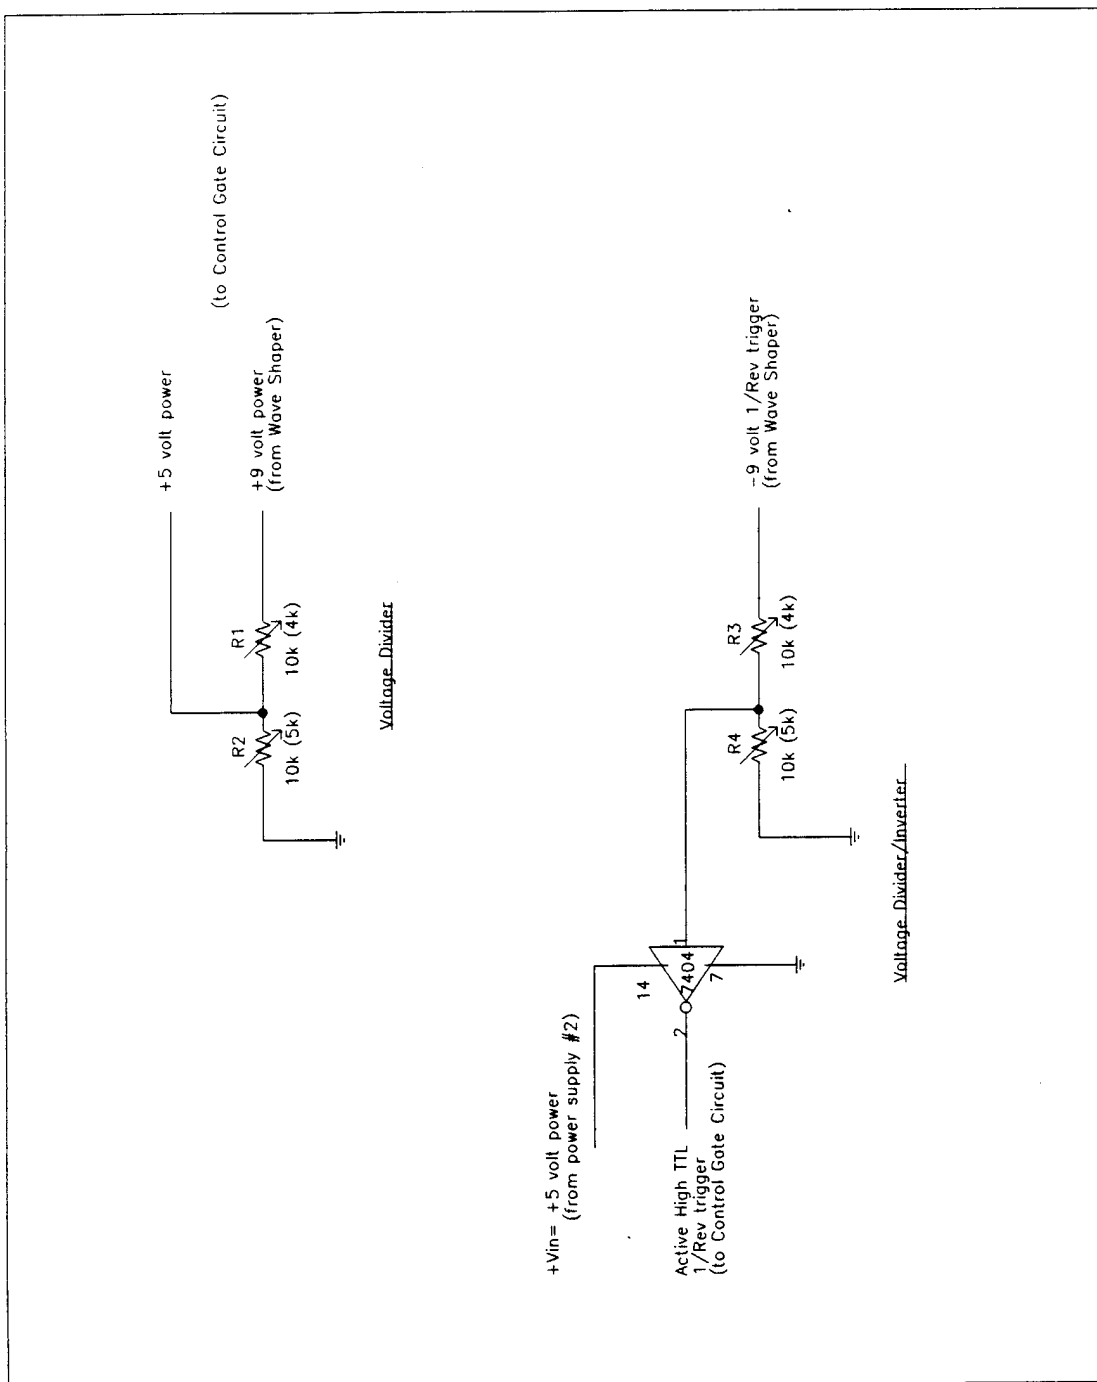 +5 volt power
(to Control Gate Circuit)
+9 volt power
(from Wave Shaper)
R2
R1
10k (5k)
10k (4k)
Voltage Divider
+Vin= +5 volt power
(from power supply #2)
14
Active High TTL
1/Rev trigger
(to Control Gate Circuit)
2
7404
1
7
R4
R3
10k (5k)
10k (4k)
-9 volt 1/Rev trigger
(from Wave Shaper)
Voltage Divider/Inverter